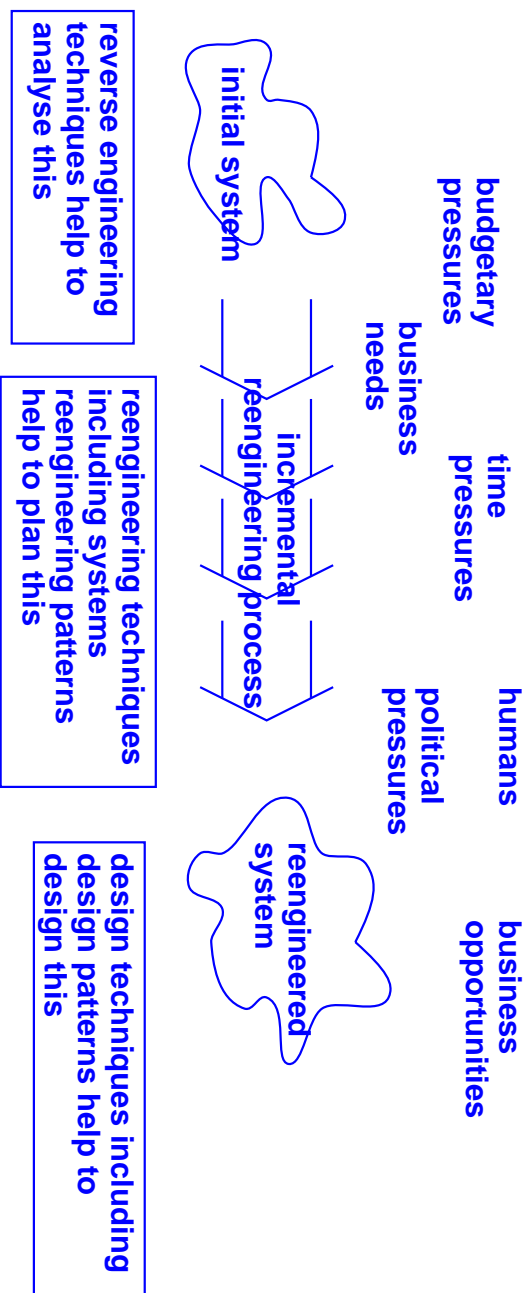 budgetary
pressures
business
needs
time
pressures
humans
political
pressures
business
opportunities
initial system
incremental
reengineering process
reengineered
system
reverse engineering
techniques help to
analyse this
reengineering techniques
including systems
reengineering patterns
help to plan this
design techniques including
design patterns help to
design this